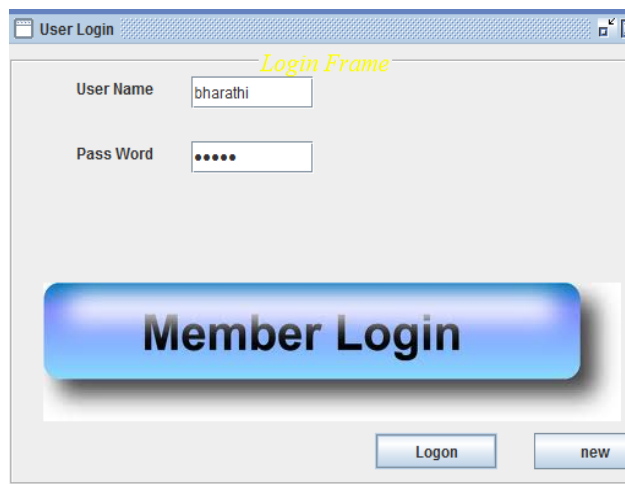 User Login
Login Frame
User Name bharathi
Pass Word •••••
Member Login
Logon new